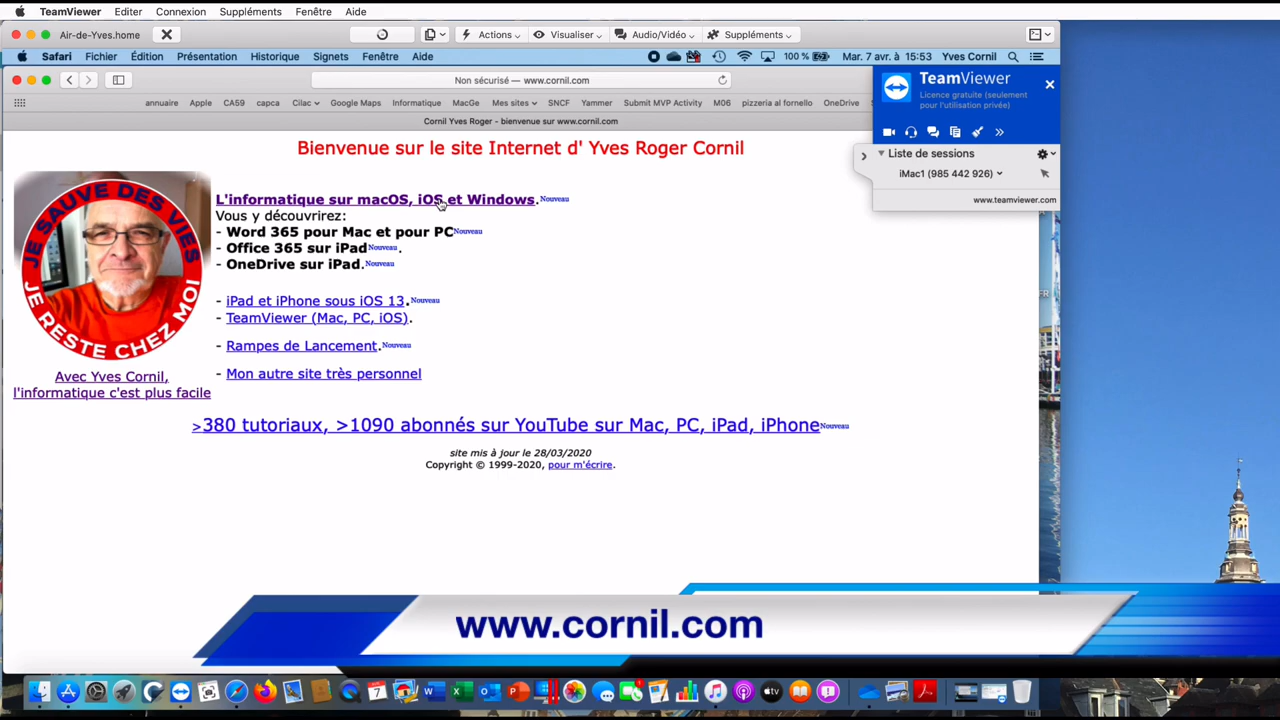 TeamViewer Editer Connexion Suppléments Fenêtre Aide
Air-de-Yves.home Actions Visualiser Audio/Vidéo Suppléments
Safari Fichier Édition Présentation Historique Signets Fenêtre Aide 100 % Mar. 7 avr. à 15:53 Yves Cornil
Non sécurisé — www.cornil.com
annuaire Apple CA59 capca Cilac Google Maps Informatique MacGe Mes sites SNCF Yammer Submit MVP Activity M06 pizzeria al fornello OneDrive
Cornil Yves Roger - bienvenue sur www.cornil.com
TeamViewer
Licence gratuite (seulement
pour l'utilisation privée)
Liste de sessions
iMac1 (985 442 926)
www.teamviewer.com
Bienvenue sur le site Internet d' Yves Roger Cornil
JE SAUVE DES VIES
JE RESTE CHEZ MOI
Avec Yves Cornil,
l'informatique c'est plus facile
L'informatique sur macOS, iOS et Windows. Nouveau
Vous y découvrirez:
- Word 365 pour Mac et pour PC Nouveau
- Office 365 sur iPad Nouveau .
- OneDrive sur iPad. Nouveau
- iPad et iPhone sous iOS 13. Nouveau
- TeamViewer (Mac, PC, iOS).
- Rampes de Lancement. Nouveau
- Mon autre site très personnel
>380 tutoriaux, >1090 abonnés sur YouTube sur Mac, PC, iPad, iPhone Nouveau
site mis à jour le 28/03/2020
Copyright © 1999-2020, pour m'écrire.
FR
www.cornil.com
7